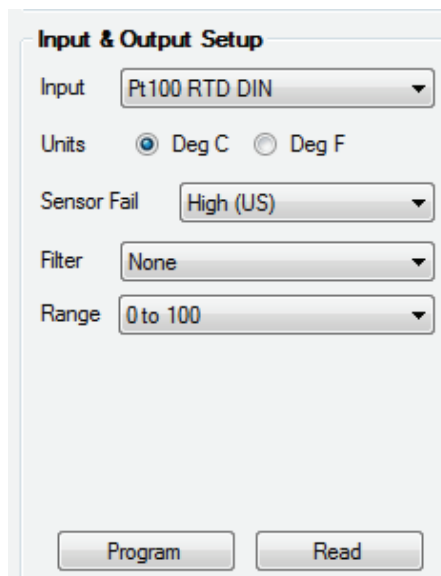 Input & Output Setup
Input Pt100 RTD DIN
Units Deg C Deg F
Sensor Fail High (US)
Filter None
Range 0 to 100
Program Read